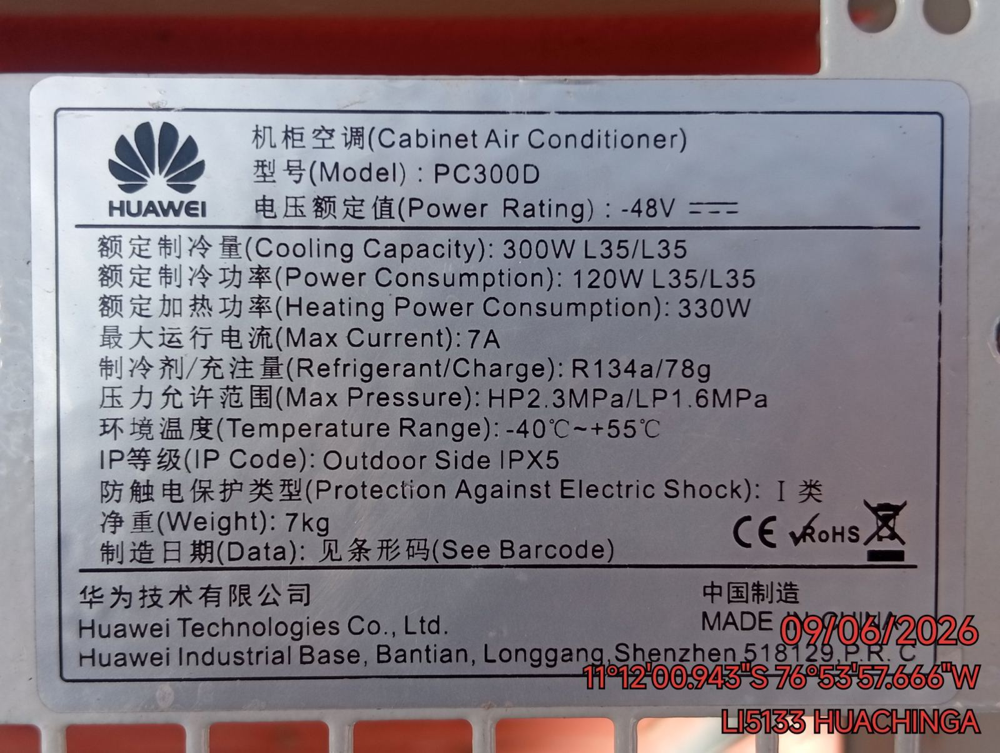 HUAWEI
机柜空调(Cabinet Air Conditioner)
型号(Model) : PC300D
电压额定值(Power Rating) : -48V
额定制冷量(Cooling Capacity): 300W L35/L35
额定制冷功率(Power Consumption): 120W L35/L35
额定加热功率(Heating Power Consumption): 330W
最大运行电流(Max Current): 7A
制冷剂/充注量(Refrigerant/Charge): R134a/78g
压力允许范围(Max Pressure): HP2.3MPa/LP1.6MPa
环境温度(Temperature Range): -40℃~+55℃
IP等级(IP Code): Outdoor Side IPX5
防触电保护类型(Protection Against Electric Shock): I 类
净重(Weight): 7kg
CE RoHS
制造日期(Data): 见条形码(See Barcode)
华为技术有限公司
Huawei Technologies Co., Ltd.
Huawei Industrial Base, Bantian, Longgang,Shenzhen 518129,P.R. C
中国制造
MADE IN CHINA
09/06/2026
11°12'00.943"S 76°53'57.666"W
LI5133 HUACHINGA